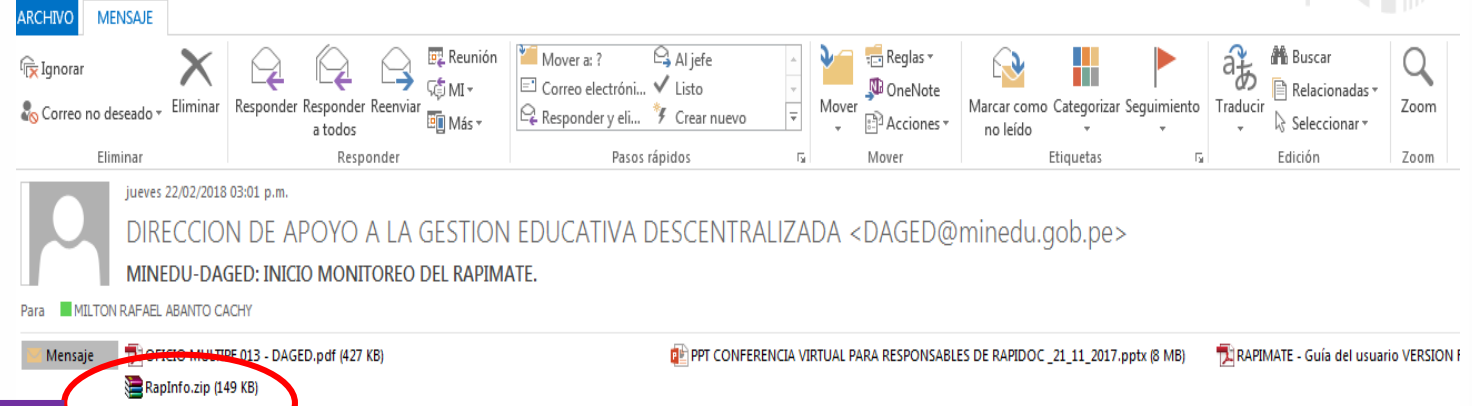 ARCHIVO MENSAJE
Ignorar
Correo no deseado
Eliminar
Eliminar
Responder Responder a todos Reenviar
Reunión
MI
Más
Responder
Mover a: ?
Correo electróni...
Responder y eli...
Al jefe
Listo
Crear nuevo
Pasos rápidos
Mover
Reglas
OneNote
Acciones
Mover
Marcar como no leído
Categorizar
Seguimiento
Etiquetas
Traducir
Buscar
Relacionadas
Seleccionar
Edición
Zoom
Zoom
jueves 22/02/2018 03:01 p.m.
DIRECCION DE APOYO A LA GESTION EDUCATIVA DESCENTRALIZADA <DAGED@minedu.gob.pe>
MINEDU-DAGED: INICIO MONITOREO DEL RAPIMATE.
Para MILTON RAFAEL ABANTO CACHY
Mensaje OFICIO MULTIPE 013 - DAGED.pdf (427 KB) PPT CONFERENCIA VIRTUAL PARA RESPONSABLES DE RAPIDOC _21_11_2017.pptx (8 MB) RAPIMATE - Guía del usuario VERSION
RapInfo.zip (149 KB)